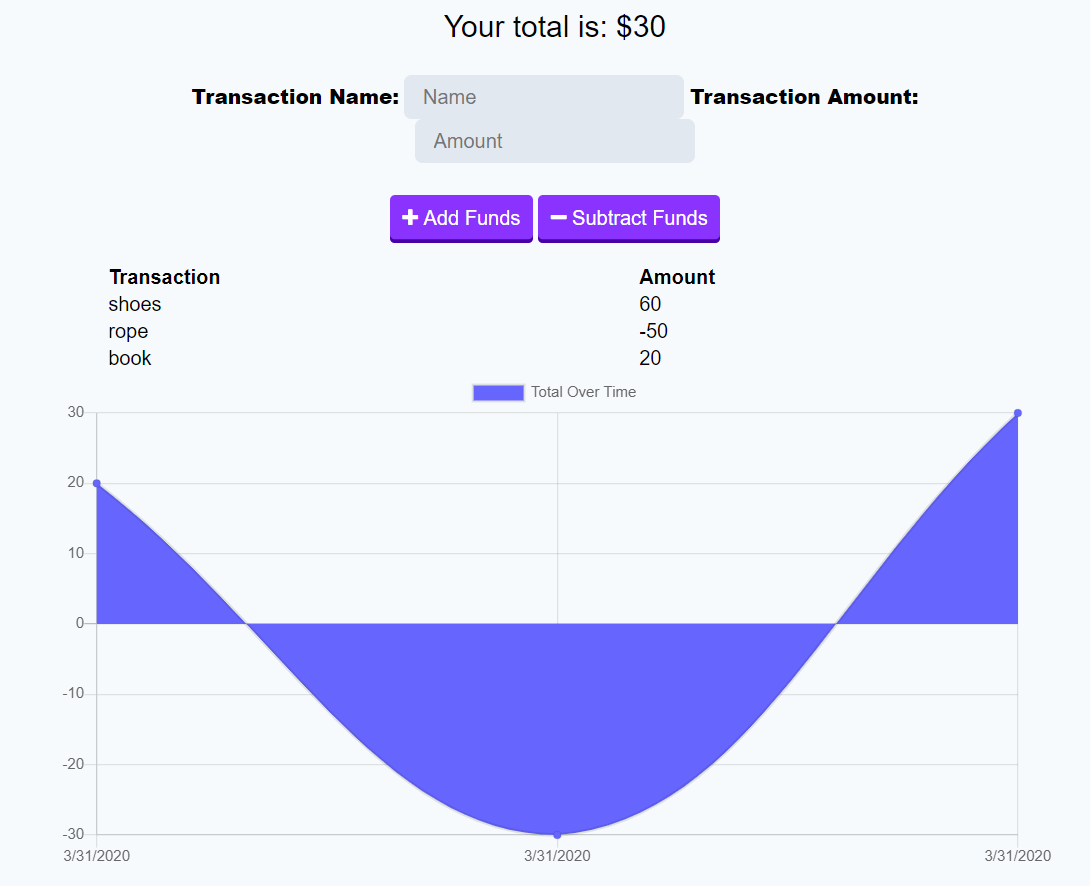 Your total is: $30
Transaction Name: Name Transaction Amount:
Amount
Add Funds Subtract Funds
Transaction Amount
shoes 60
rope -50
book 20
Total Over Time
30
20
10
0
-10
-20
-30
3/31/2020 3/31/2020 3/31/2020